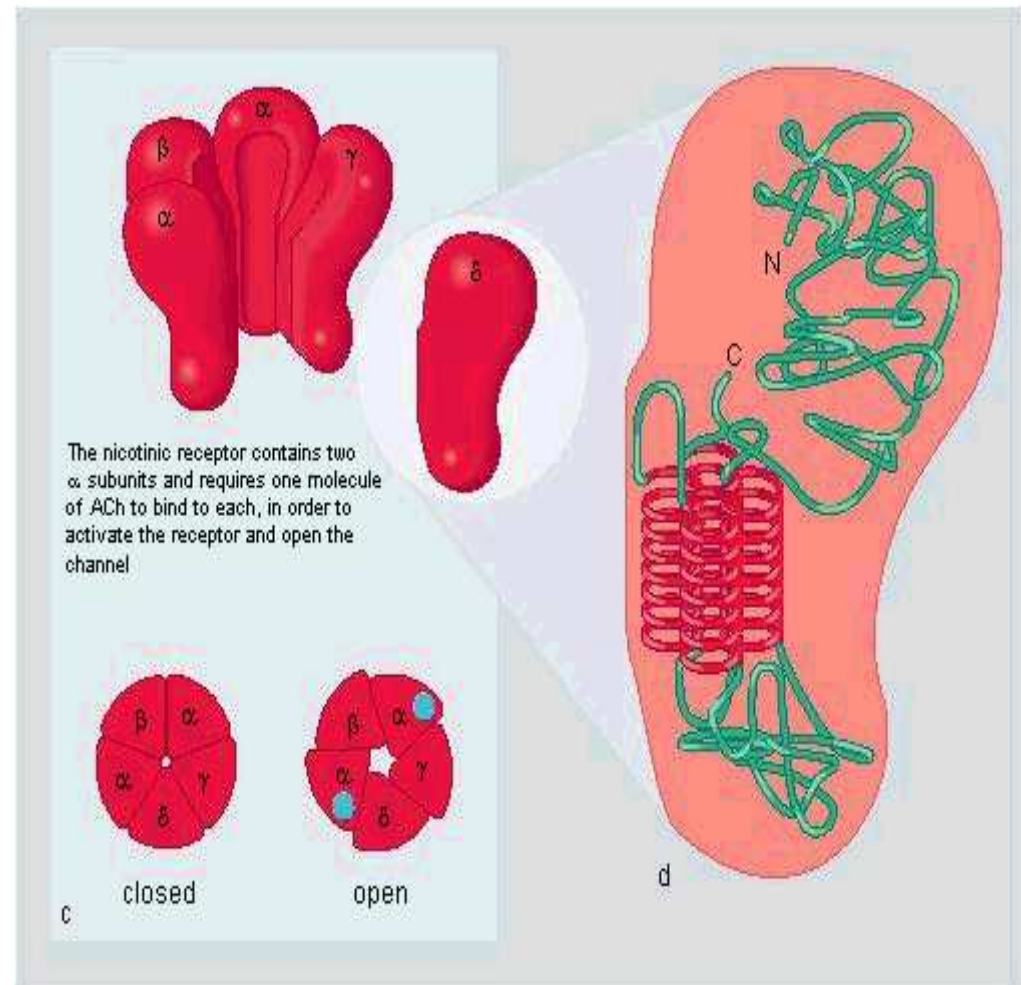 α
β
γ
α
δ
N
C
The nicotinic receptor contains two
α subunits and requires one molecule
of ACh to bind to each, in order to
activate the receptor and open the
channel
β α
α γ
δ
closed
β α
α γ
δ
open
c
d